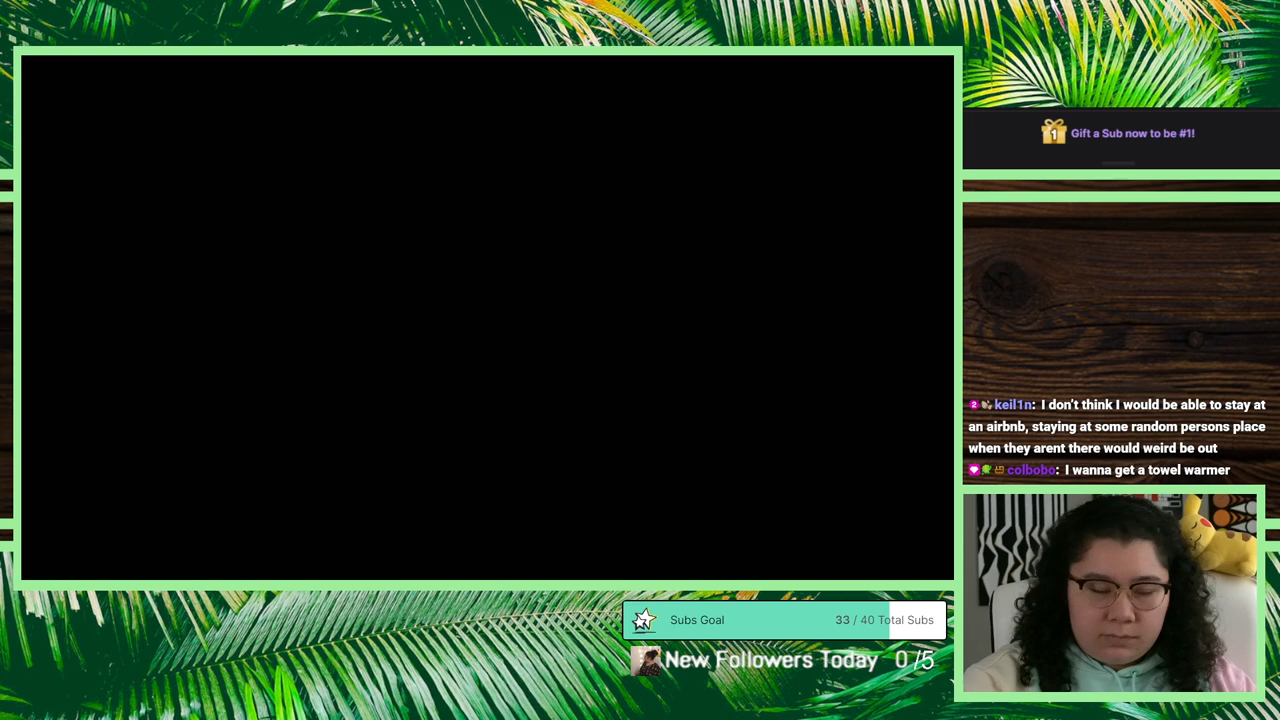 1 Gift a Sub now to be #1!
2 keil1n: I don't think I would be able to stay at
an airbnb, staying at some random persons place
when they arent there would weird be out
colbobo: I wanna get a towel warmer
Subs Goal 33 / 40 Total Subs
New Followers Today 0 /5